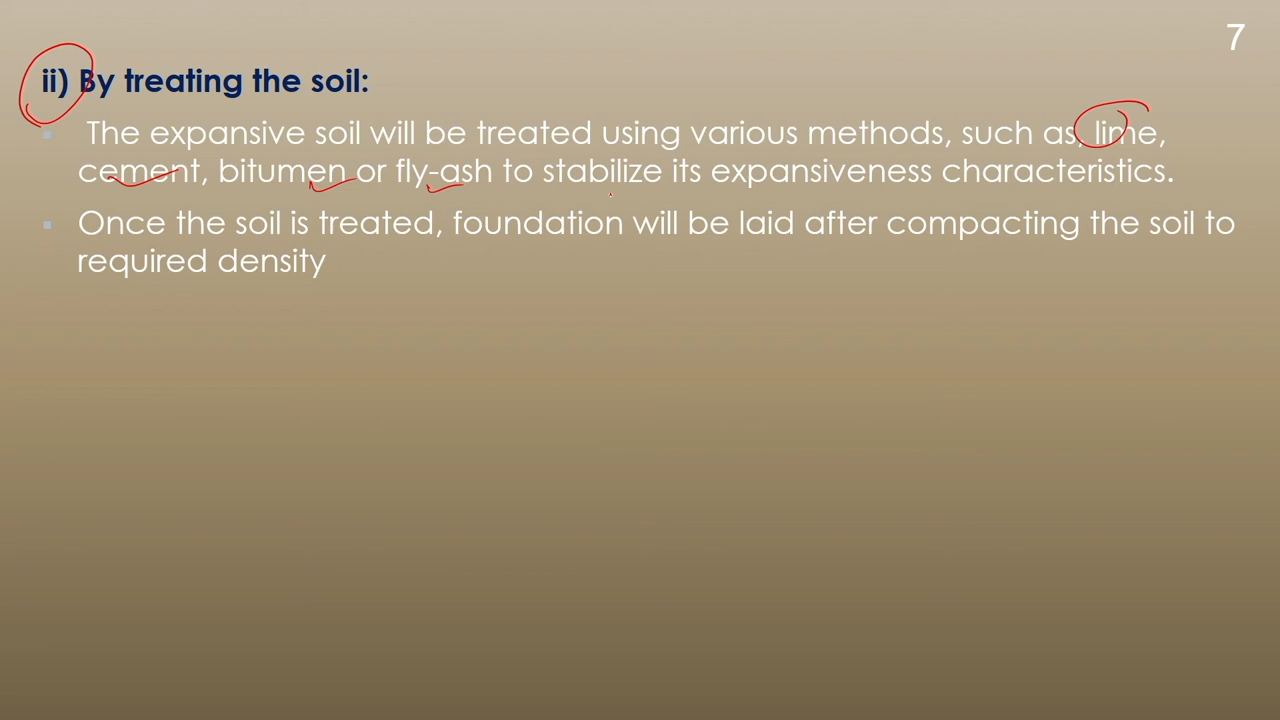 7
ii) By treating the soil:
▪ The expansive soil will be treated using various methods, such as, lime,
cement, bitumen or fly-ash to stabilize its expansiveness characteristics.
▪ Once the soil is treated, foundation will be laid after compacting the soil to
required density